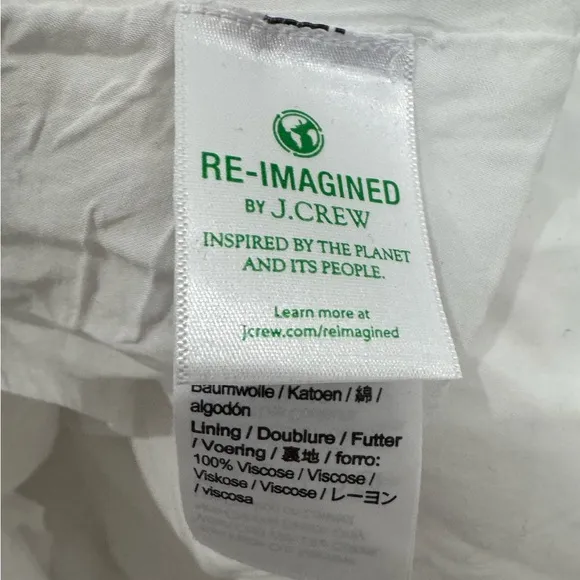 RE-IMAGINED
BY J.CREW
INSPIRED BY THE PLANET
AND ITS PEOPLE.
Learn more at
jcrew.com/reimagined
Baumwolle / Katoen / 綿 /
algodón
Lining / Doublure / Futter
/ Voering / 裏地 / forro:
100% Viscose / Viscose /
Viskose / Viscose / レーヨン
/ viscosa